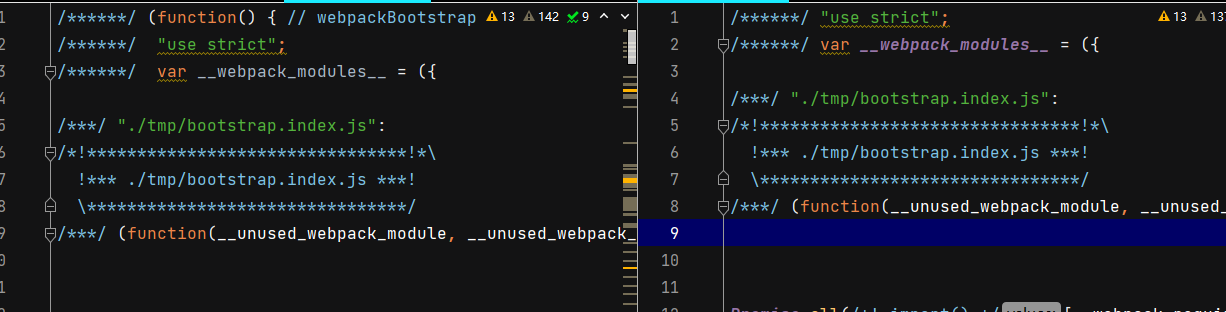 1 /******/ (function() { // webpackBootstrap 13 142 9
2 /******/ "use strict";
3 /******/ var __webpack_modules__ = ({
4
5 /***/ "./tmp/bootstrap.index.js":
6 /*!********************************!*\
7 !*** ./tmp/bootstrap.index.js ***!
8 \********************************/
9 /***/ (function(__unused_webpack_module, __unused_webpack_
0
1
1 /******/ "use strict"; 13 137
2 /******/ var __webpack_modules__ = ({
3
4 /***/ "./tmp/bootstrap.index.js":
5 /*!********************************!*\
6 !*** ./tmp/bootstrap.index.js ***!
7 \********************************/
8 /***/ (function(__unused_webpack_module, __unused_
9
10
11